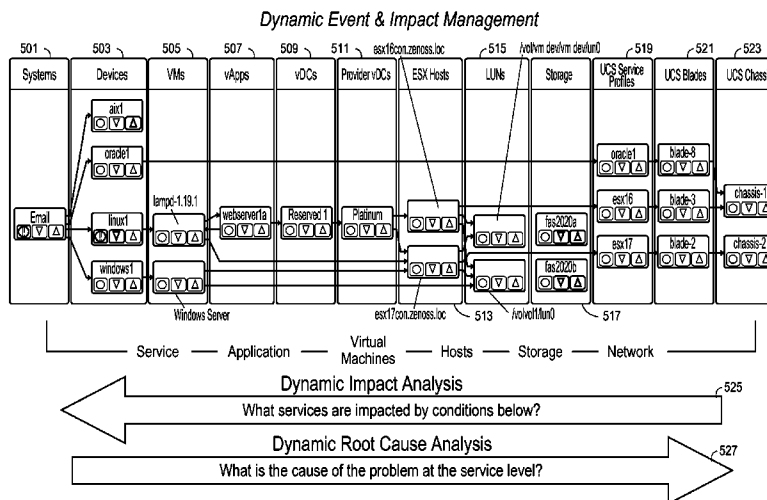 Dynamic Event & Impact Management
501 503 505 507 509 511 esx16con.zenoss.loc 515 /vol/vm dev/vm dev/lun0 519 521 523
Systems Devices VMs vApps vDCs Provider vDCs ESX Hosts LUNs Storage UCS Service Profiles UCS Blades UCS Chass
aix1
oracle1 oracle1 blade-8
lampd-1.19.1
Email linux1 webserver1a Reserved 1 Platinum esx16 blade-3 chassis-1
fas2020a
windows1 esx17 blade-2 chassis-2
fas2020b
Windows Server esx17con.zenoss.loc 513 /vol/vol1/lun0 517
Service Application Virtual Machines Hosts Storage Network
Dynamic Impact Analysis
525
What services are impacted by conditions below?
Dynamic Root Cause Analysis
527
What is the cause of the problem at the service level?